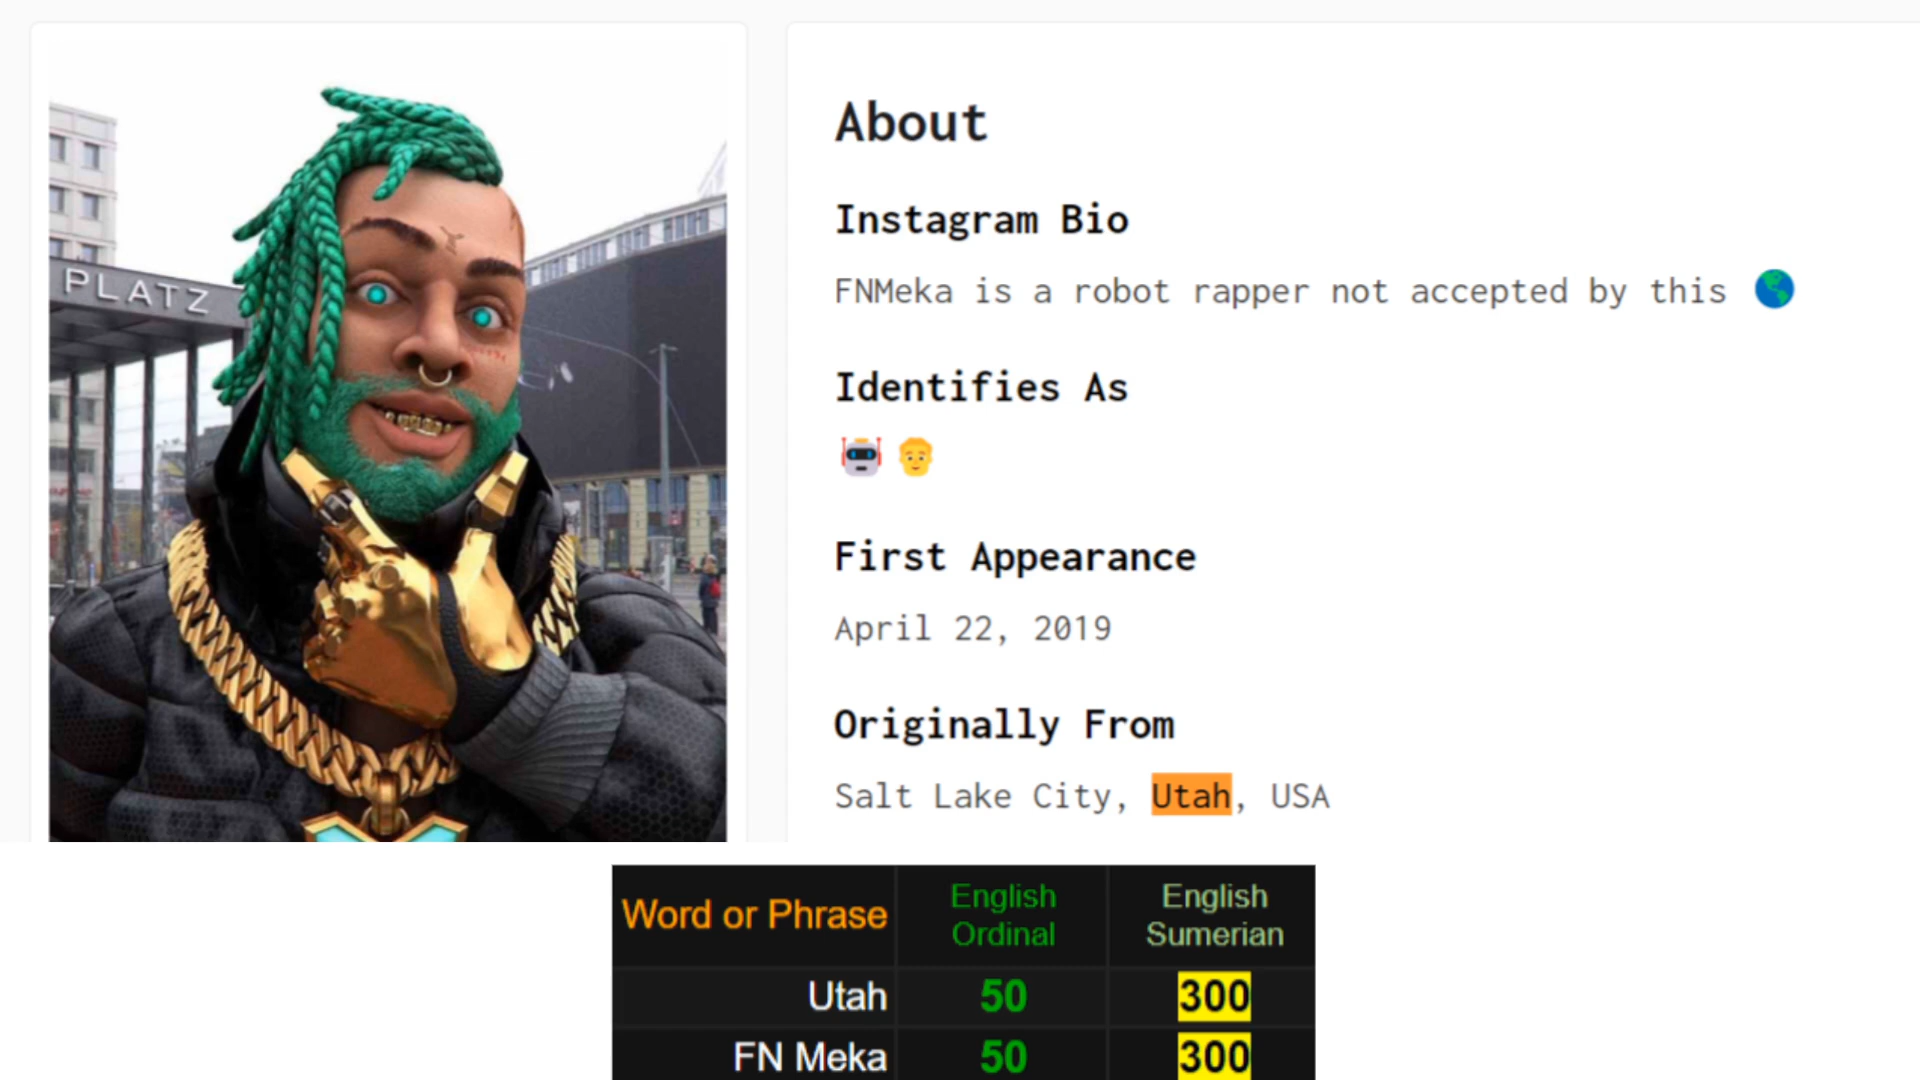 PLATZ
About
Instagram Bio
FNMeka is a robot rapper not accepted by this 🌎
Identifies As
🤖 👱
First Appearance
April 22, 2019
Originally From
Salt Lake City, Utah, USA
Word or Phrase English Ordinal English Sumerian
Utah 50 300
FN Meka 50 300